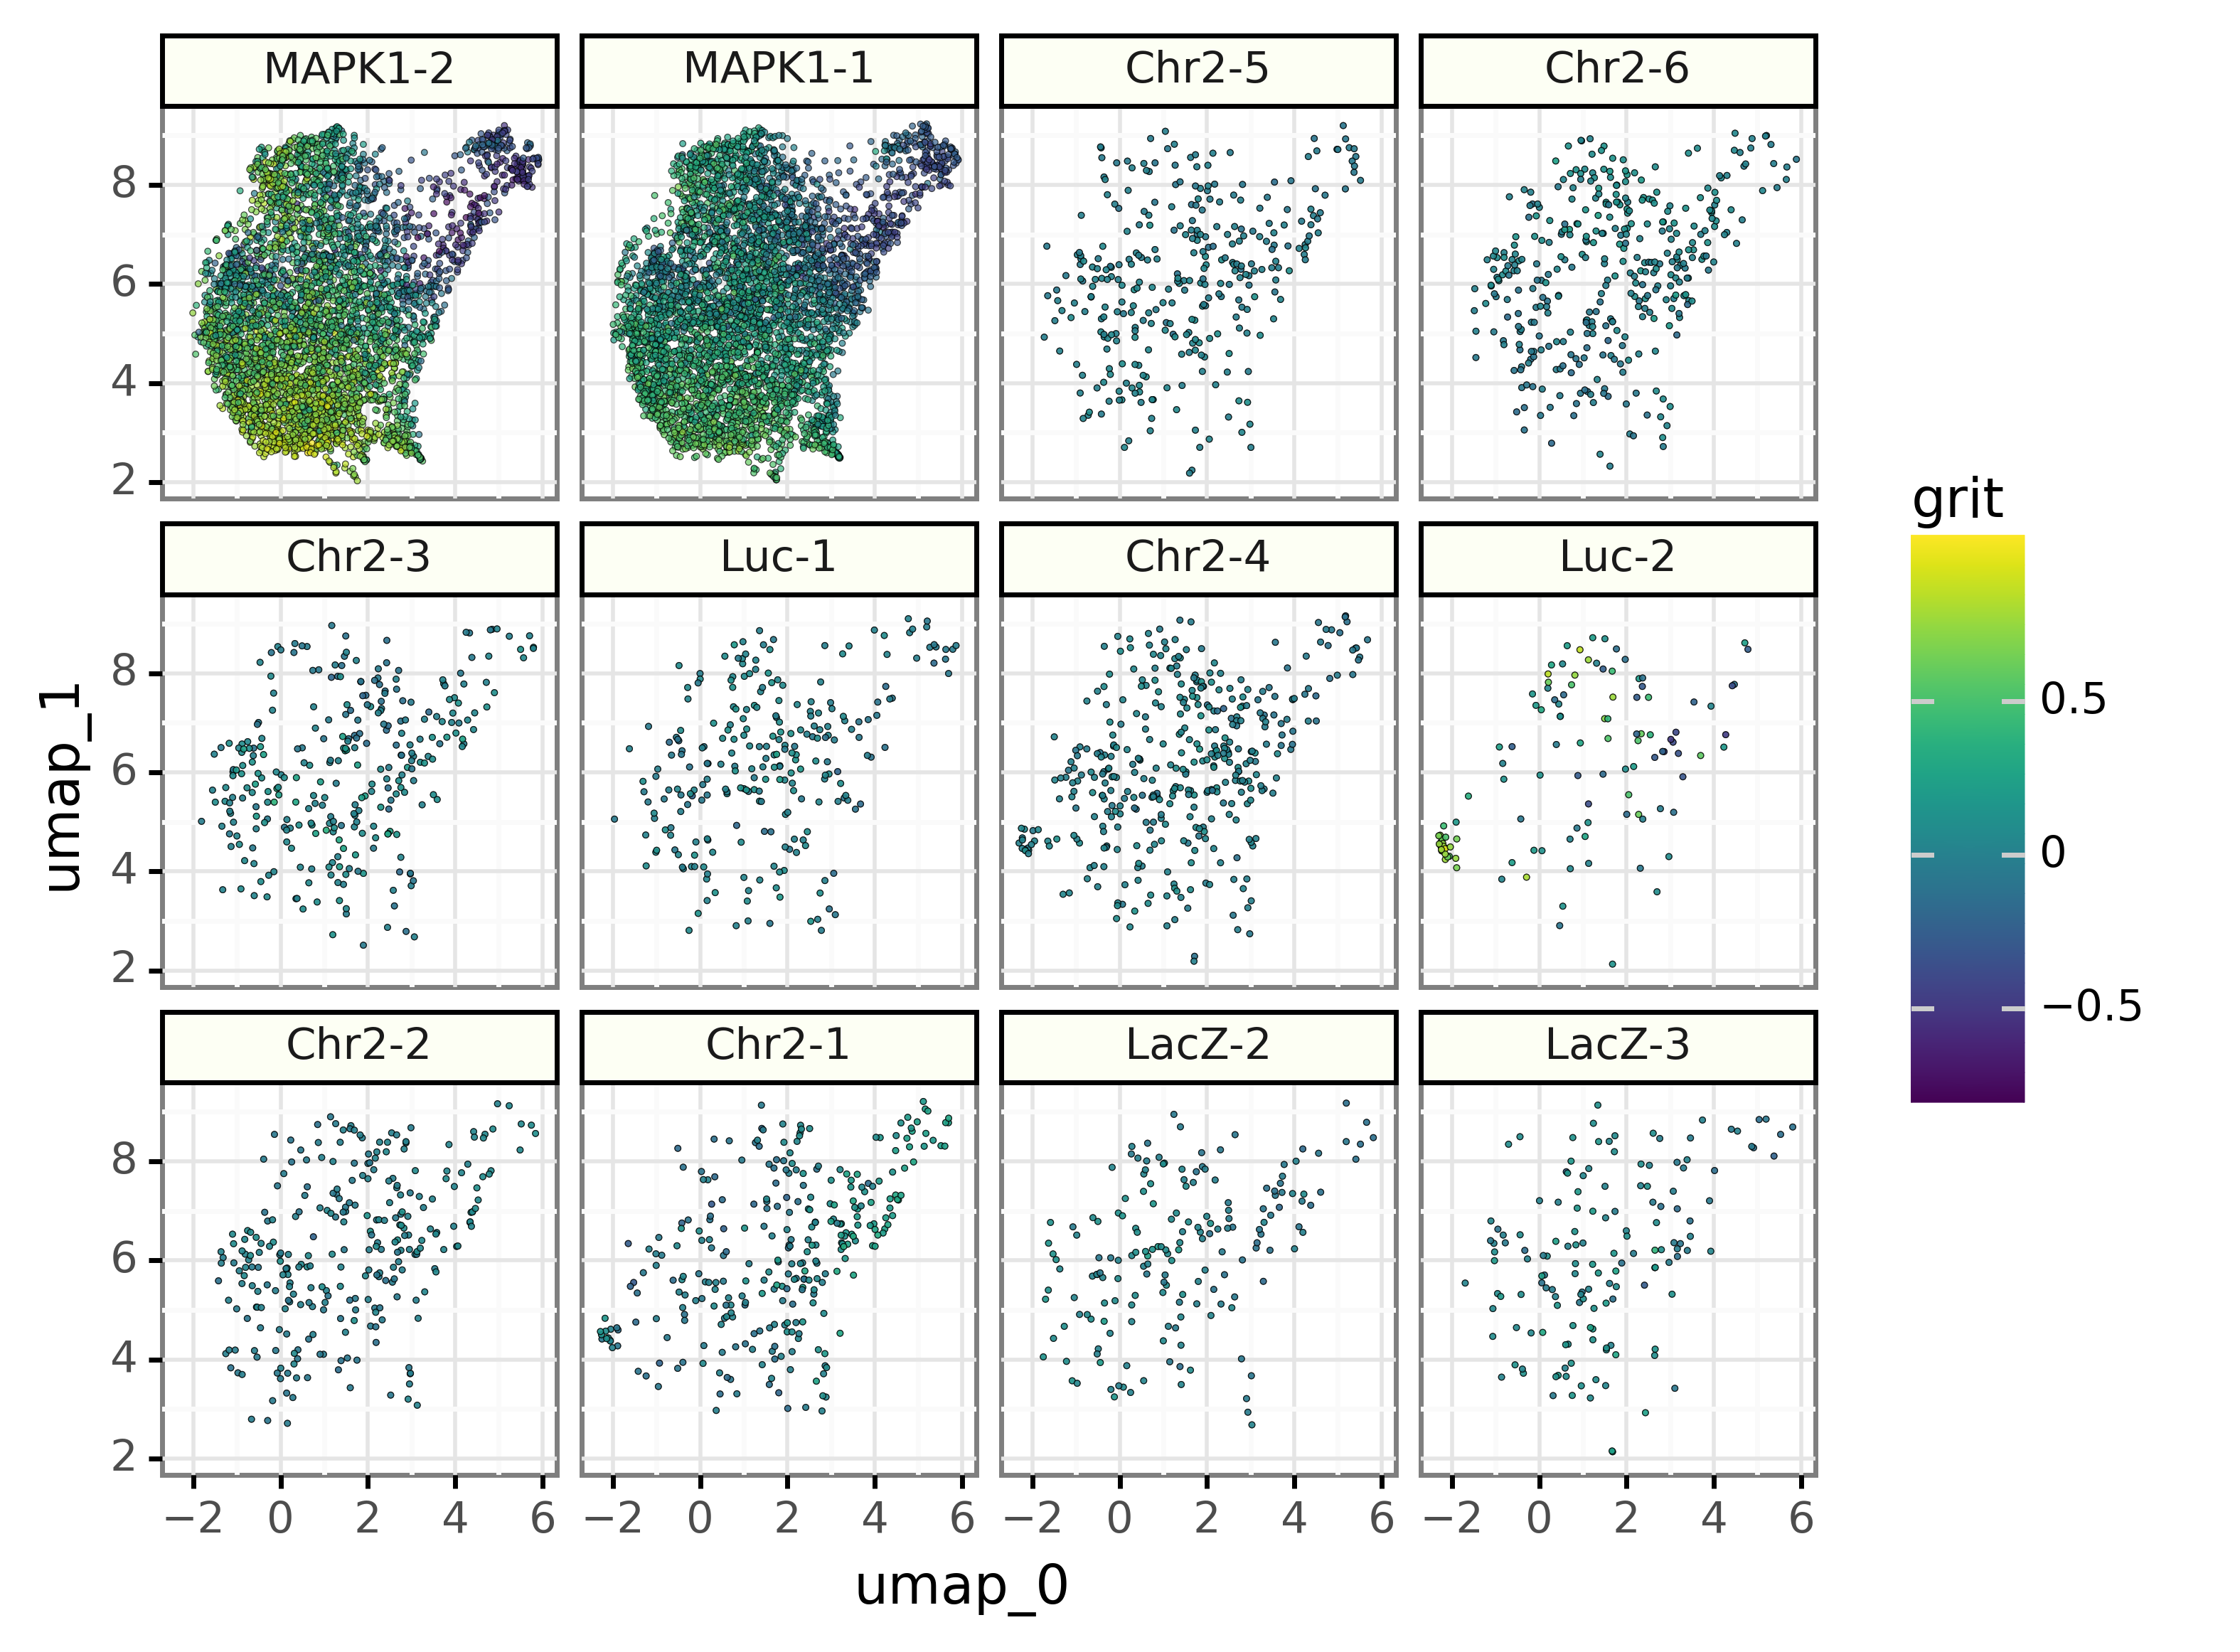 MAPK1-2 MAPK1-1 Chr2-5 Chr2-6
8
6
4
2
Chr2-3 Luc-1 Chr2-4 Luc-2
8
6
4
2
Chr2-2 Chr2-1 LacZ-2 LacZ-3
8
6
4
2
−2 0 2 4 6 −2 0 2 4 6 −2 0 2 4 6 −2 0 2 4 6
umap_0
umap_1
grit
0.5
0
−0.5